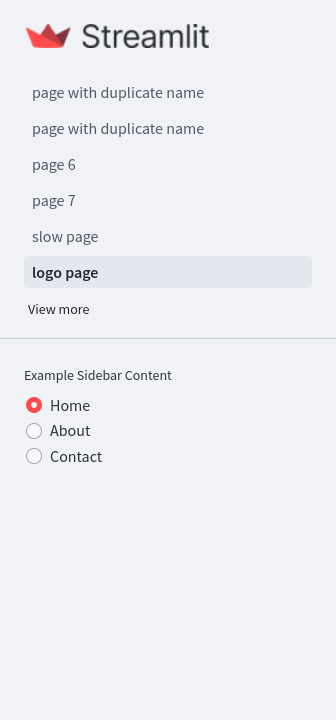 Streamlit
page with duplicate name
page with duplicate name
page 6
page 7
slow page
logo page
View more
Example Sidebar Content
Home
About
Contact